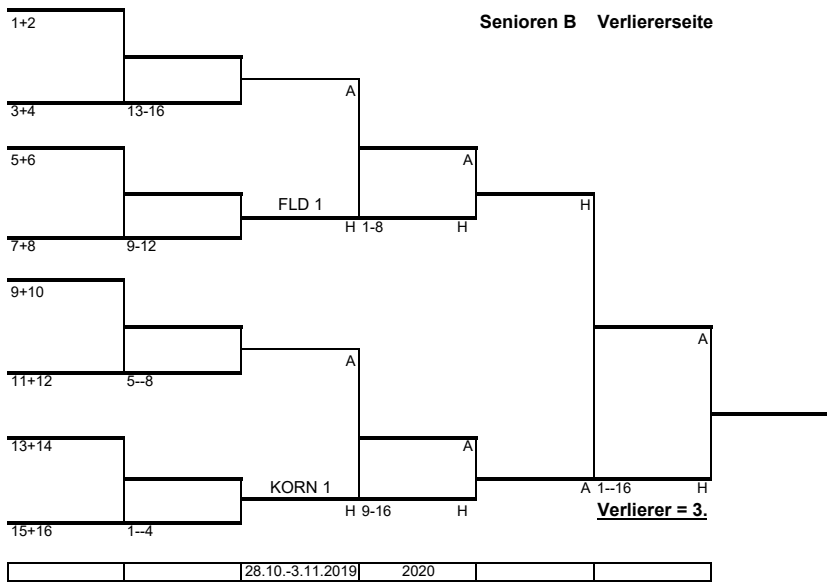 Senioren B Verliererseite
1+2
A
3+4 13-16
5+6 A
FLD 1 H
7+8 9-12 H 1-8 H
9+10
A
A
11+12 5--8
13+14 A
KORN 1 A 1--16 H
15+16 1--4 H 9-16 H Verlierer = 3.
28.10.-3.11.2019 2020